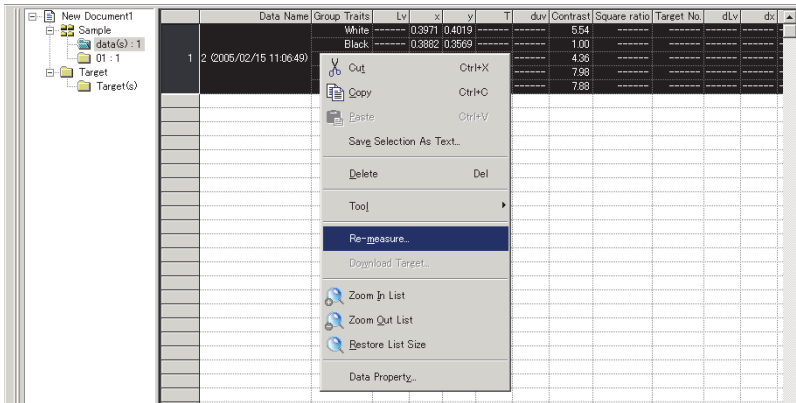 New Document1
Sample
data(s) : 1
01 : 1
Target
Target(s)
Data Name Group Traits Lv x y T duv Contrast Square ratio Target No. dLv dx
White ------ 0.3971 0.4019 ------ ------ 5.54 ------ ------ ------ ------
Black ------ 0.3882 0.3569 ------ ------ 1.00 ------ ------ ------ ------
1 2 (2005/02/15 11:06:49) ------ 4.36 ------ ------ ------ ------
------ 7.98 ------ ------ ------ ------
------ 7.88 ------ ------ ------ ------
Cut Ctrl+X
Copy Ctrl+C
Paste Ctrl+V
Save Selection As Text...
Delete Del
Tool
Re-measure...
Download Target...
Zoom In List
Zoom Out List
Restore List Size
Data Property...